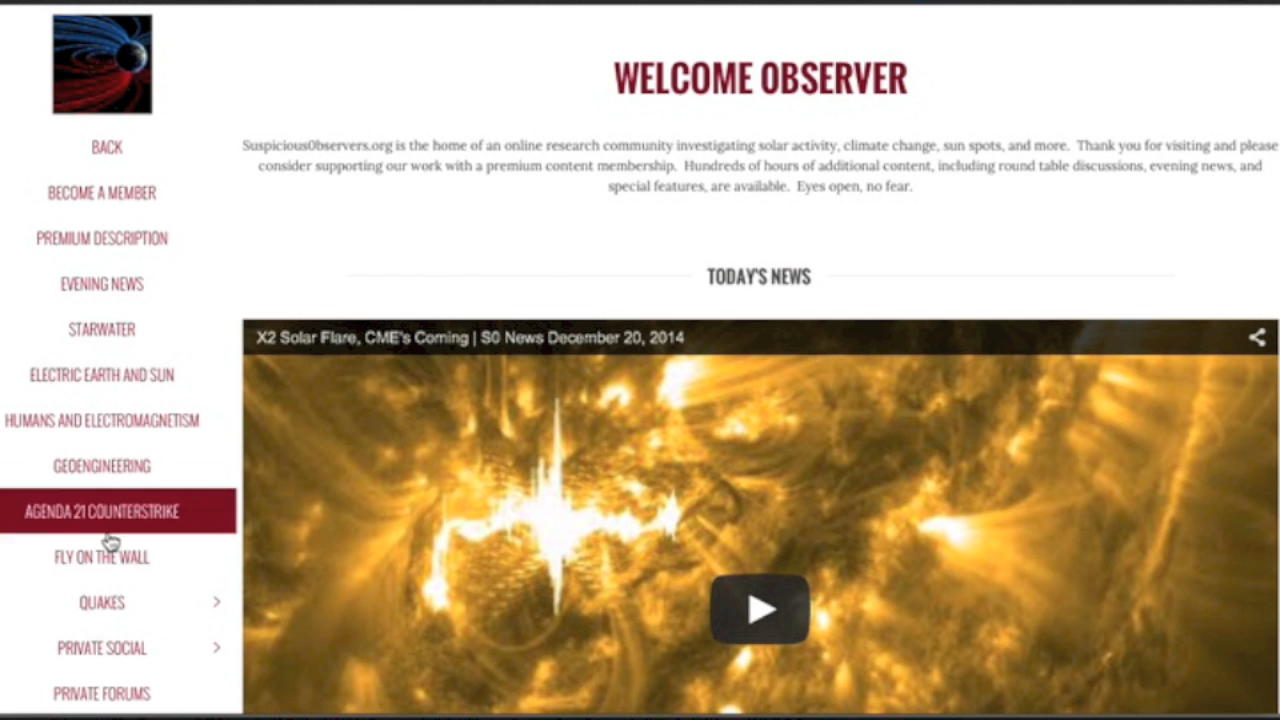 BACK
BECOME A MEMBER
PREMIUM DESCRIPTION
EVENING NEWS
STARWATER
ELECTRIC EARTH AND SUN
HUMANS AND ELECTROMAGNETISM
GEOENGINEERING
AGENDA 21 COUNTERSTRIKE
FLY ON THE WALL
QUAKES
PRIVATE SOCIAL
PRIVATE FORUMS
WELCOME 0BSERVER
Suspicious0bservers.org is the home of an online research community investigating solar activity, climate change, sun spots, and more. Thank you for visiting and please
consider supporting our work with a premium content membership. Hundreds of hours of additional content, including round table discussions, evening news, and
special features, are available. Eyes open, no fear.
TODAY'S NEWS
X2 Solar Flare, CME's Coming | S0 News December 20, 2014